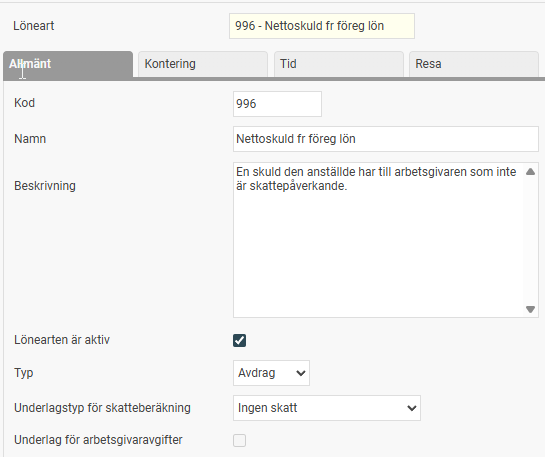 Löneart 996 - Nettoskuld fr föreg lön
Allmänt Kontering Tid Resa
Kod 996
Namn Nettoskuld fr föreg lön
Beskrivning En skuld den anställde har till arbetsgivaren som inte
är skattepåverkande.
Lönearten är aktiv
Typ Avdrag
Underlagstyp för skatteberäkning Ingen skatt
Underlag för arbetsgivaravgifter